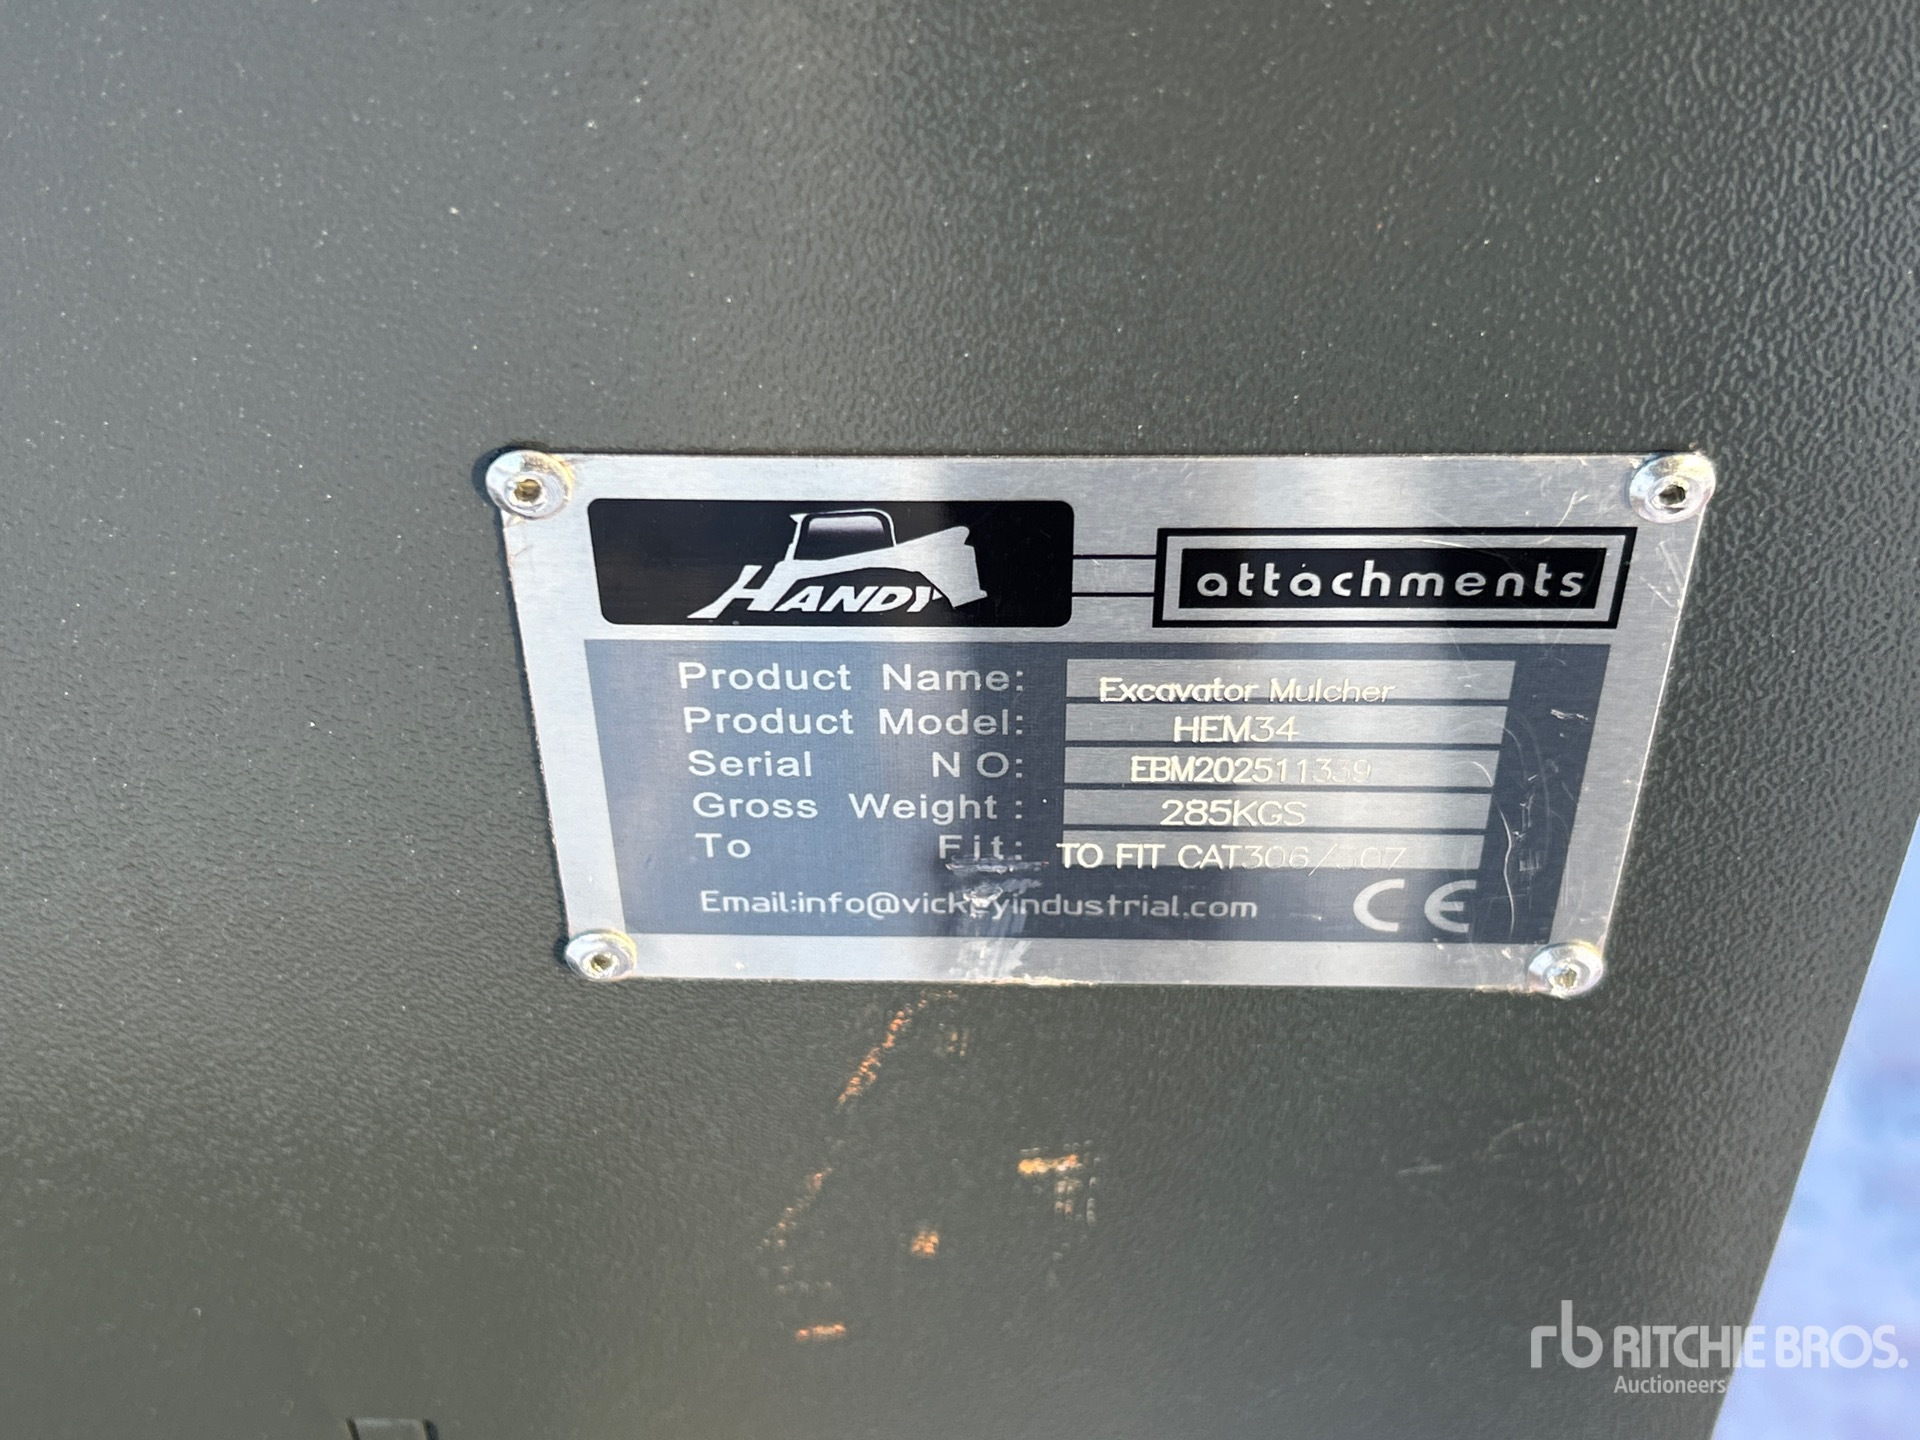 HANDY
attachments
Product Name: Excavator Mulcher
Product Model: HEM34
Serial NO: EBM202511339
Gross Weight: 285KGS
To Fit: TO FIT CAT306/307
Email:info@vickeyindustrial.com
CE
rb RITCHIE BROS.
Auctioneers